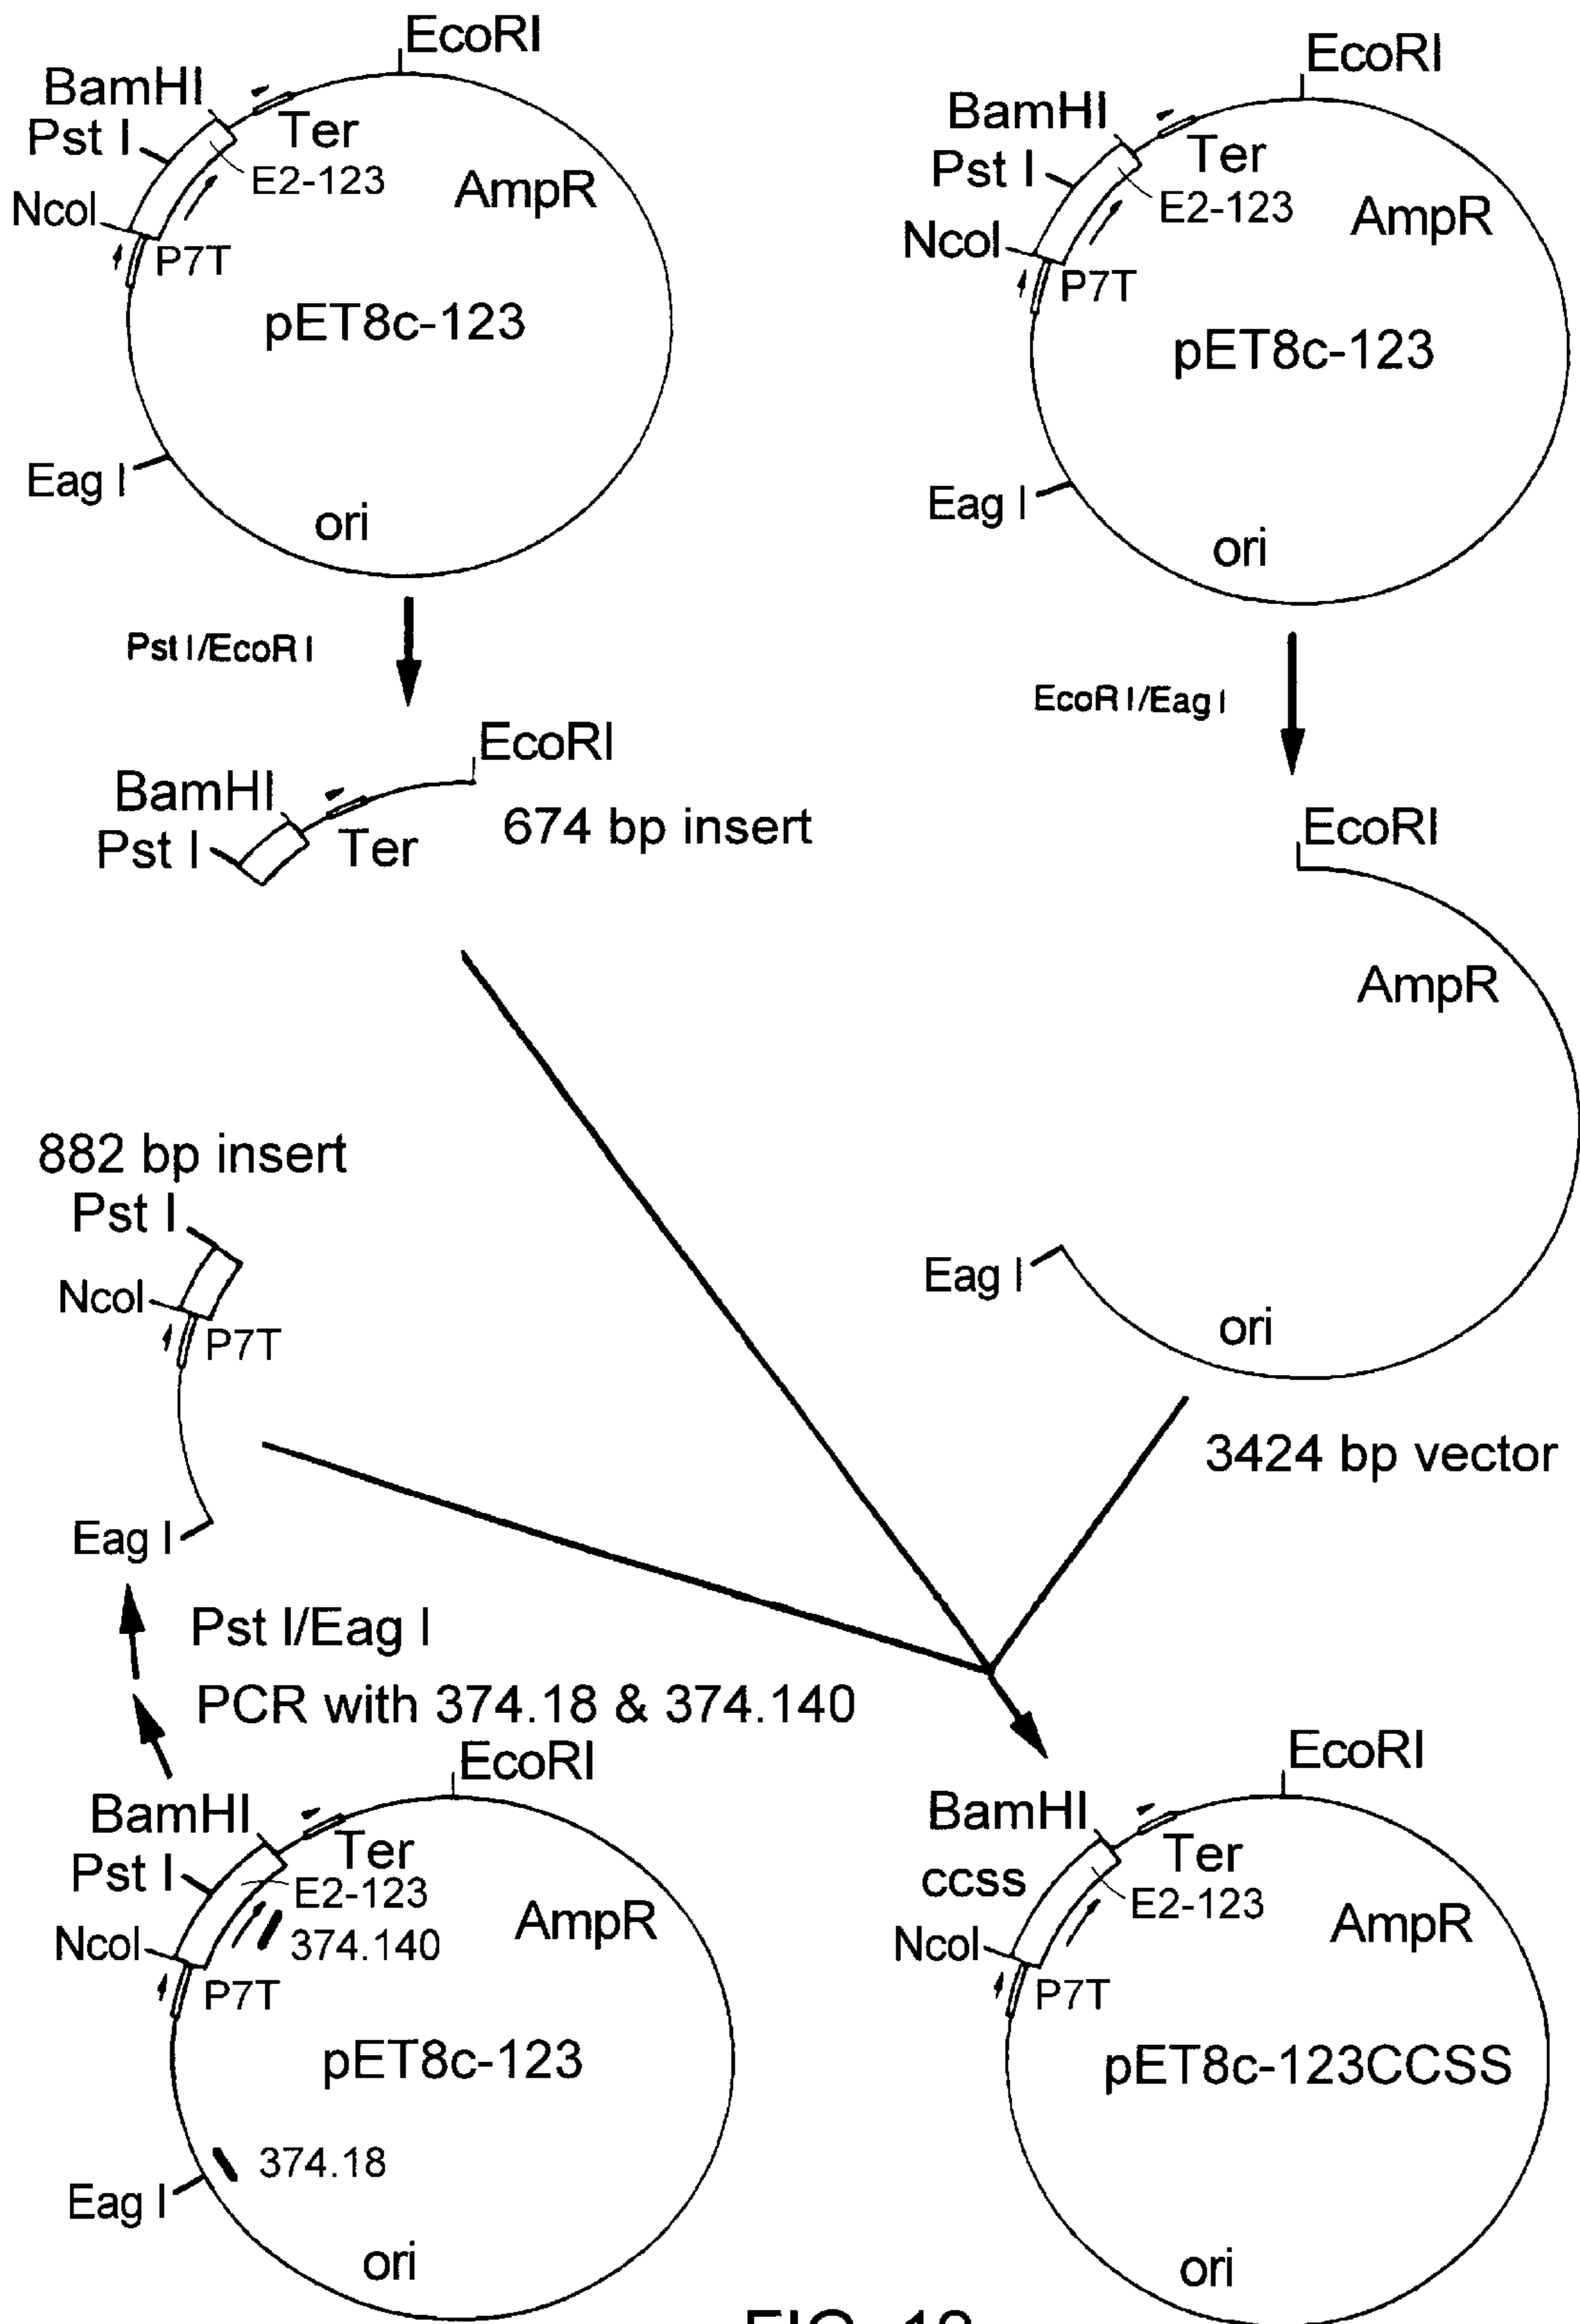 EcoRI
BamHI
Pst I
Ter
E2-123
AmpR
NcoI
P7T
pET8c-123
Eag I
ori
Pst I/EcoR I
EcoRI
BamHI
Pst I
Ter
E2-123
AmpR
NcoI
P7T
pET8c-123
Eag I
ori
EcoR I/Eag I
EcoRI
BamHI
674 bp insert
Pst I
Ter
EcoRI
AmpR
Eag I
ori
3424 bp vector
882 bp insert
Pst I
NcoI
P7T
Eag I
Pst I/Eag I
PCR with 374.18 & 374.140
EcoRI
BamHI
Ter
Pst I
E2-123
AmpR
374.140
NcoI
P7T
pET8c-123
374.18
Eag I
ori
EcoRI
BamHI
Ter
CCSS
E2-123
AmpR
NcoI
P7T
pET8c-123CCSS
ori